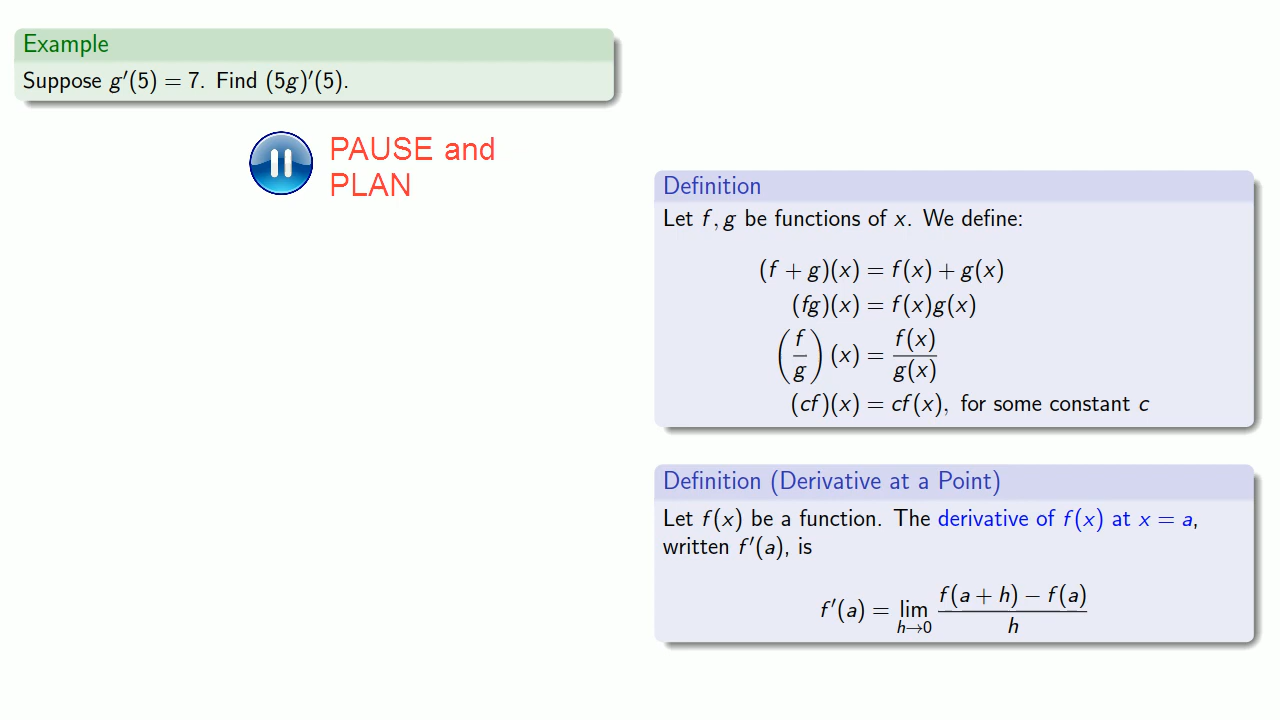 Example
Suppose g′(5) = 7. Find (5g)′(5).
PAUSE and
PLAN
Definition
Let f, g be functions of x. We define:
(f + g)(x) = f(x) + g(x)
(fg)(x) = f(x)g(x)
(f/g)(x) = f(x)/g(x)
(cf)(x) = cf(x), for some constant c
Definition (Derivative at a Point)
Let f(x) be a function. The derivative of f(x) at x = a,
written f′(a), is
f′(a) = lim h→0 (f(a + h) − f(a))/h